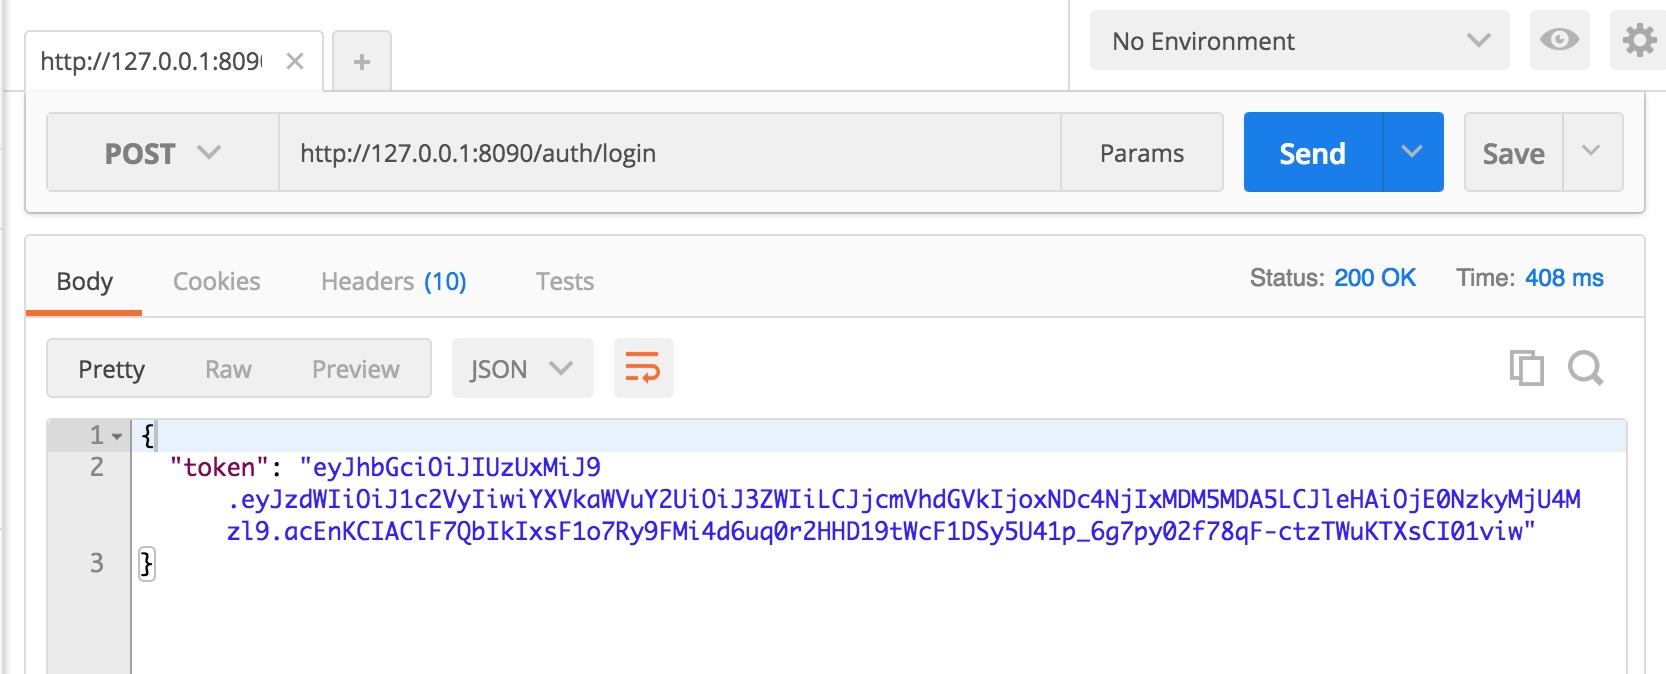 http://127.0.0.1:809
No Environment
POST
http://127.0.0.1:8090/auth/login
Params
Send
Save
Body
Cookies
Headers (10)
Tests
Status: 200 OK
Time: 408 ms
Pretty
Raw
Preview
JSON
1 {
2 "token": "eyJhbGciOiJIUzUxMiJ9
.eyJzdWIiOiJ1c2VyIiwiYXVkaWVuY2UiOiJ3ZWIiLCJjcmVhdGVkIjoxNDc4NjIxMDM5MDA5LCJleHAiOjE0NzkyMjU4M
zl9.acEnKCIAClF7QbIkIxsF1o7Ry9FMi4d6uq0r2HHD19tWcF1DSy5U41p_6g7py02f78qF-ctzTWuKTXsCI01viw"
3 }